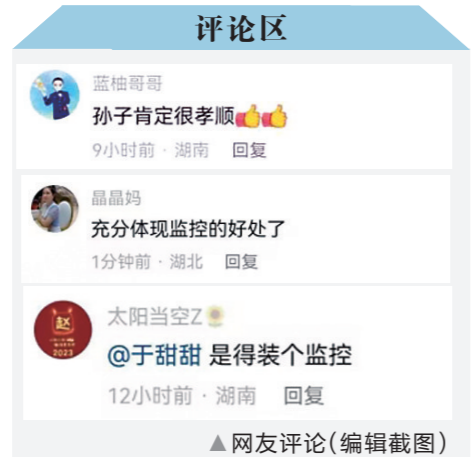 评论区
蓝柚哥哥
孙子肯定很孝顺👍👍
9小时前 · 湖南 回复
晶晶妈
充分体现监控的好处了
1分钟前 · 湖北 回复
赵
2023
太阳当空Z🌻
@于甜甜 是得装个监控
12小时前 · 湖南 回复
▲网友评论(编辑截图)